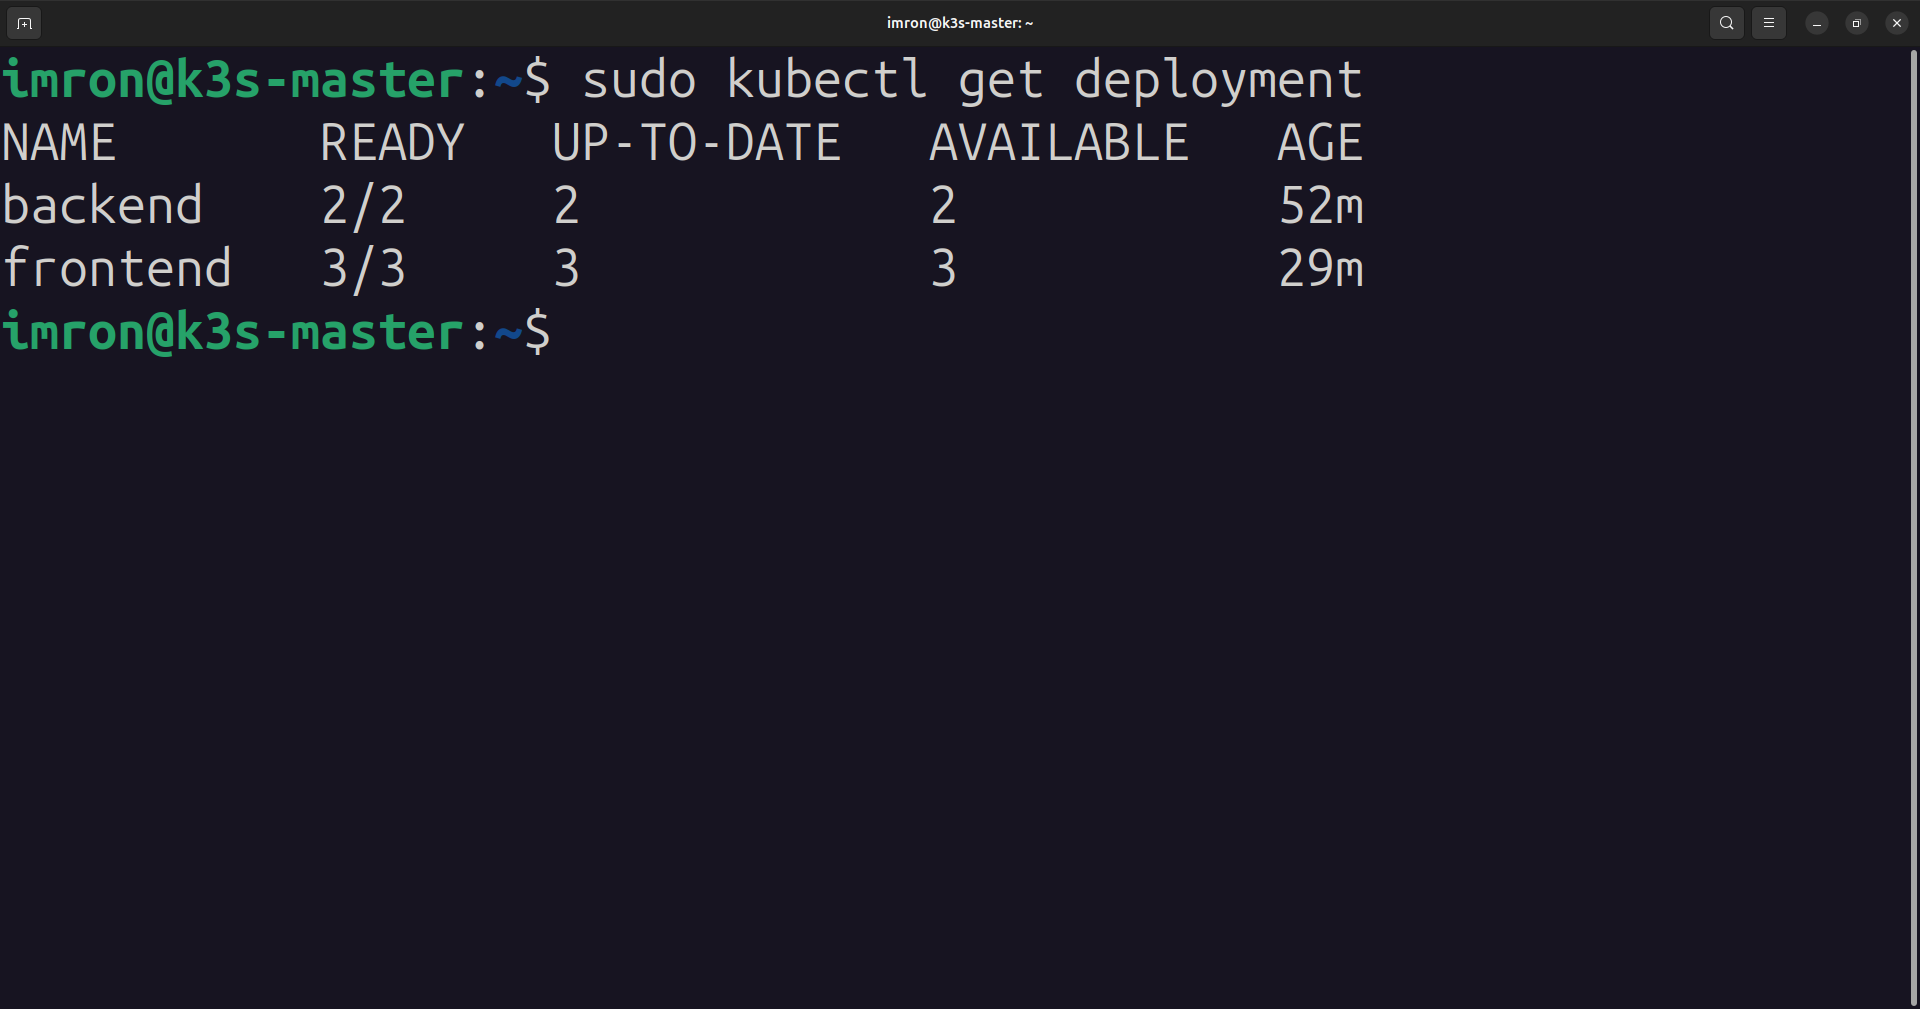 imron@k3s-master: ~
imron@k3s-master:~$ sudo kubectl get deployment
NAME       READY   UP-TO-DATE   AVAILABLE   AGE
backend    2/2     2            2           52m
frontend   3/3     3            3           29m
imron@k3s-master:~$